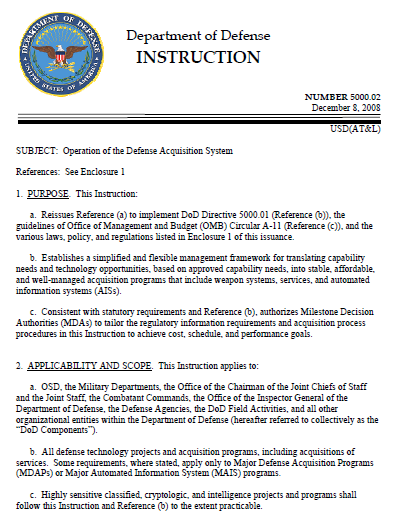 DEPARTMENT OF DEFENSE
UNITED STATES OF AMERICA
Department of Defense
INSTRUCTION
NUMBER 5000.02
December 8, 2008
USD(AT&L)
SUBJECT: Operation of the Defense Acquisition System
References: See Enclosure 1
1. PURPOSE. This Instruction:
a. Reissues Reference (a) to implement DoD Directive 5000.01 (Reference (b)), the
guidelines of Office of Management and Budget (OMB) Circular A-11 (Reference (c)), and the
various laws, policy, and regulations listed in Enclosure 1 of this issuance.
b. Establishes a simplified and flexible management framework for translating capability
needs and technology opportunities, based on approved capability needs, into stable, affordable,
and well-managed acquisition programs that include weapon systems, services, and automated
information systems (AISs).
c. Consistent with statutory requirements and Reference (b), authorizes Milestone Decision
Authorities (MDAs) to tailor the regulatory information requirements and acquisition process
procedures in this Instruction to achieve cost, schedule, and performance goals.
2. APPLICABILITY AND SCOPE. This Instruction applies to:
a. OSD, the Military Departments, the Office of the Chairman of the Joint Chiefs of Staff
and the Joint Staff, the Combatant Commands, the Office of the Inspector General of the
Department of Defense, the Defense Agencies, the DoD Field Activities, and all other
organizational entities within the Department of Defense (hereafter referred to collectively as the
“DoD Components”).
b. All defense technology projects and acquisition programs, including acquisitions of
services. Some requirements, where stated, apply only to Major Defense Acquisition Programs
(MDAPs) or Major Automated Information System (MAIS) programs.
c. Highly sensitive classified, cryptologic, and intelligence projects and programs shall
follow this Instruction and Reference (b) to the extent practicable.